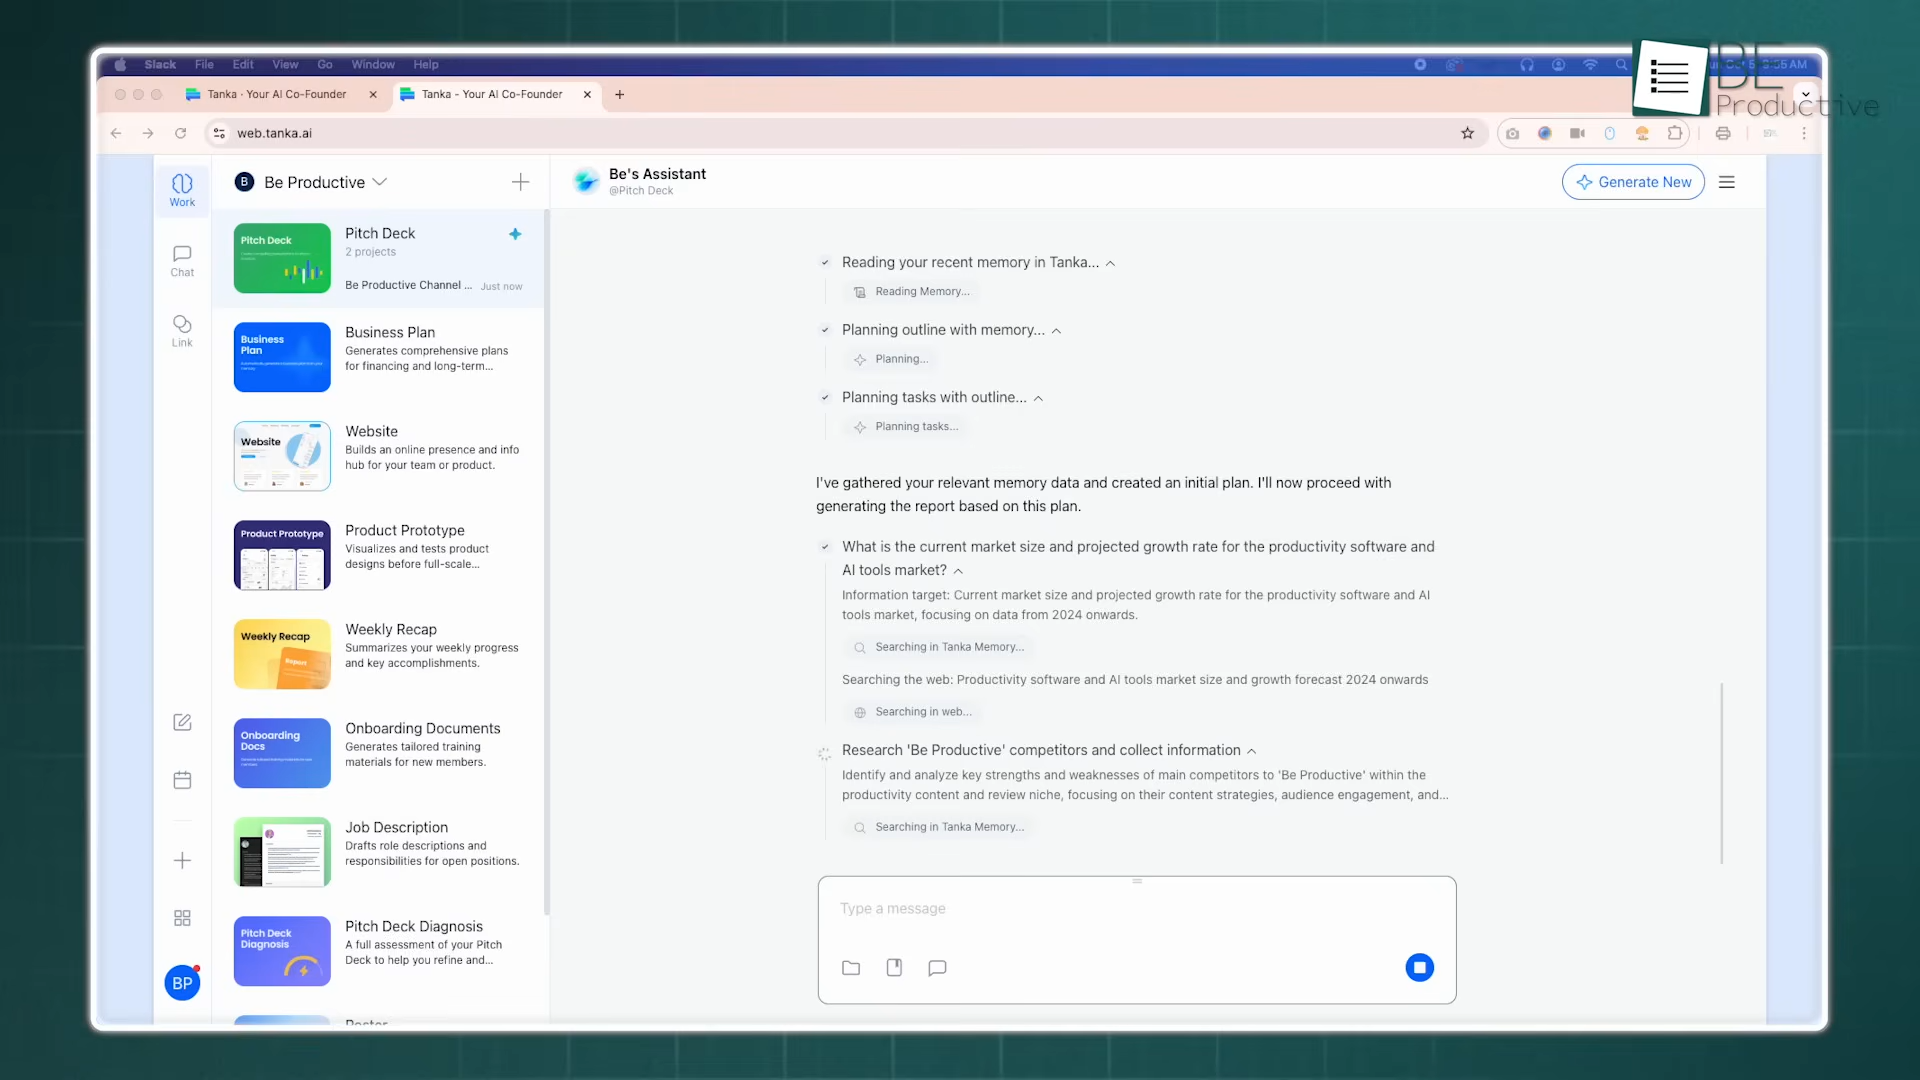 Slack File Edit View Go Window Help
BE
Productive
Tanka · Your AI Co-Founder
Tanka - Your AI Co-Founder
web.tanka.ai
Work
Chat
Link
BP
B Be Productive
Pitch Deck
Pitch Deck
2 projects
Be Productive Channel ... Just now
Business
Plan
Business Plan
Generates comprehensive plans
for financing and long-term...
Website
Website
Builds an online presence and info
hub for your team or product.
Product Prototype
Product Prototype
Visualizes and tests product
designs before full-scale...
Weekly Recap
Report
Weekly Recap
Summarizes your weekly progress
and key accomplishments.
Onboarding
Docs
Onboarding Documents
Generates tailored training
materials for new members.
Job Description
Drafts role descriptions and
responsibilities for open positions.
Pitch Deck
Diagnosis
Pitch Deck Diagnosis
A full assessment of your Pitch
Deck to help you refine and...
Be's Assistant
@Pitch Deck
Generate New
Reading your recent memory in Tanka...
Reading Memory...
Planning outline with memory...
Planning...
Planning tasks with outline...
Planning tasks...
I've gathered your relevant memory data and created an initial plan. I'll now proceed with
generating the report based on this plan.
What is the current market size and projected growth rate for the productivity software and
AI tools market?
Information target: Current market size and projected growth rate for the productivity software and AI
tools market, focusing on data from 2024 onwards.
Searching in Tanka Memory...
Searching the web: Productivity software and AI tools market size and growth forecast 2024 onwards
Searching in web...
Research 'Be Productive' competitors and collect information
Identify and analyze key strengths and weaknesses of main competitors to 'Be Productive' within the
productivity content and review niche, focusing on their content strategies, audience engagement, and...
Searching in Tanka Memory...
Type a message